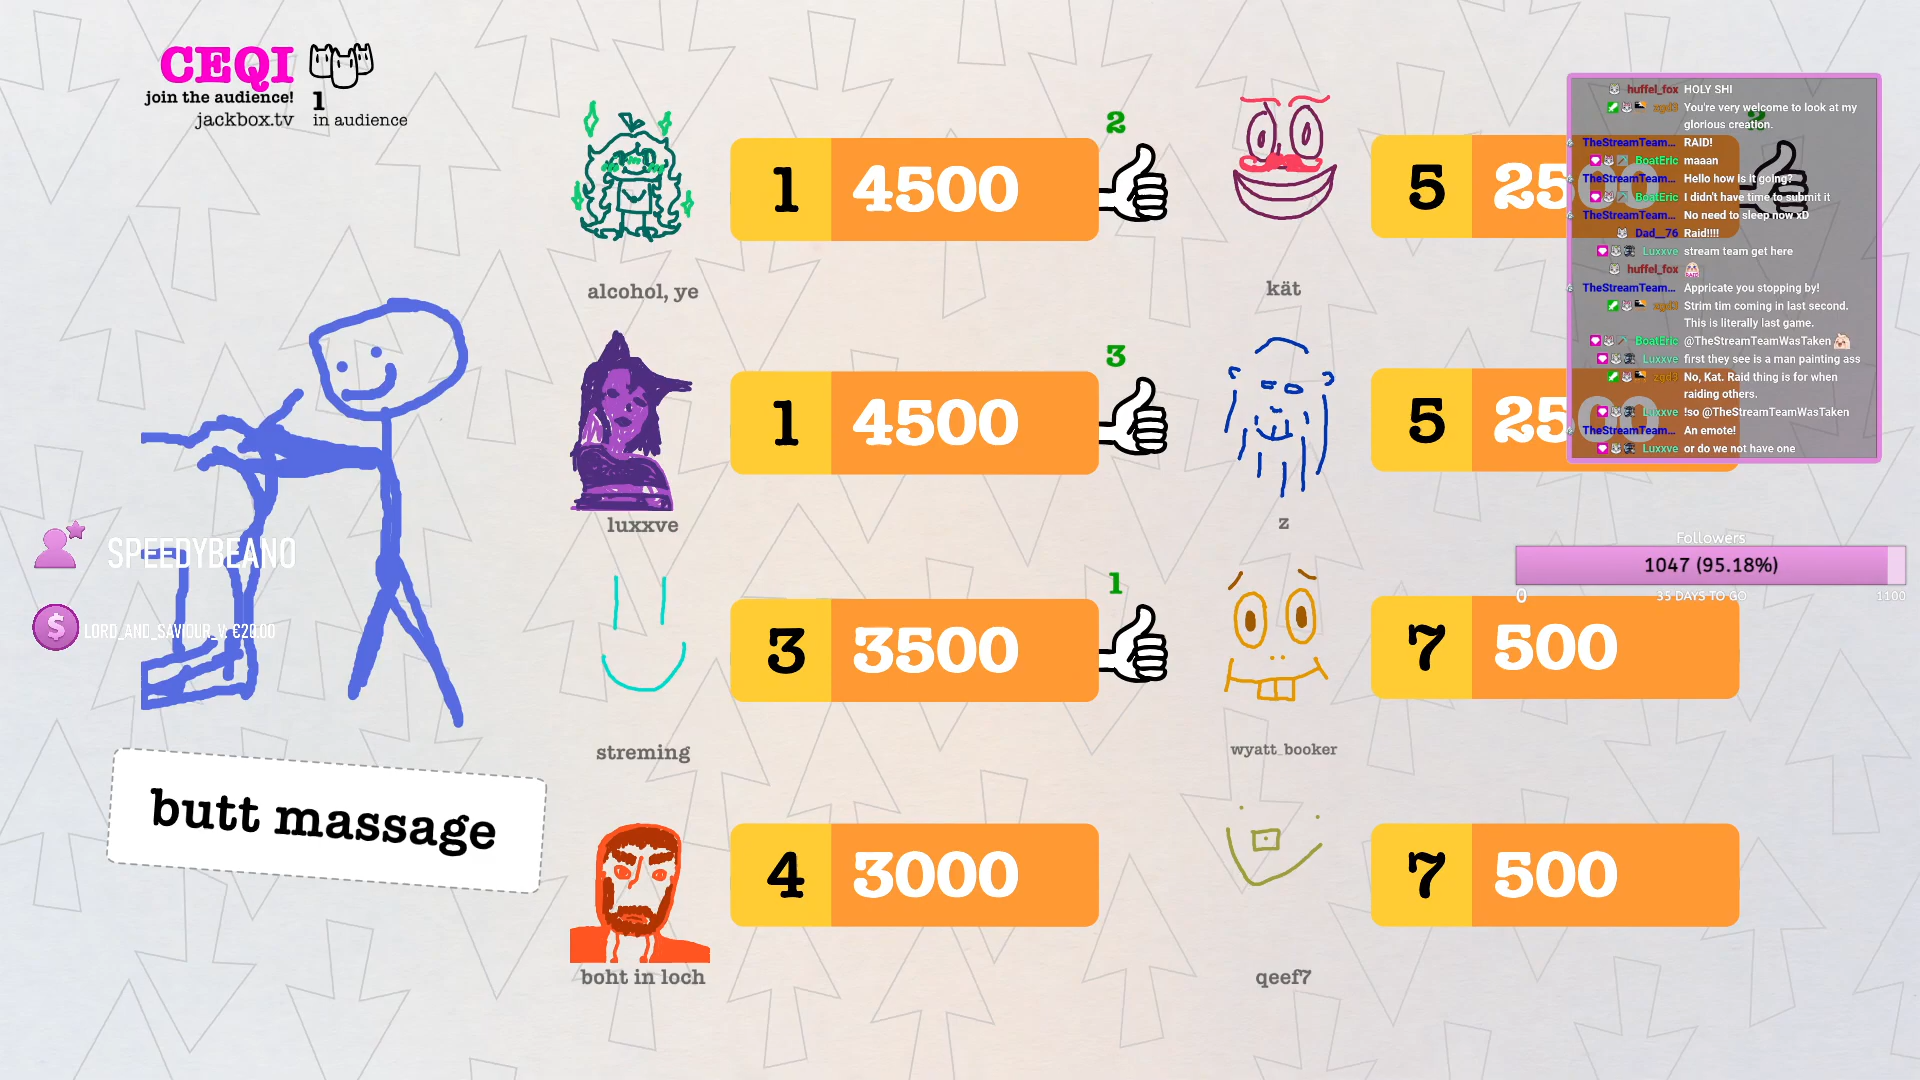 CEQI
join the audience!
jackbox.tv
1
in audience
SPEEDYBEANO
LORD_AND_SAVIOUR_V: €20.00
butt massage
alcohol, ye
1 4500
2
luxxve
1 4500
3
streming
3 3500
1
boht in loch
4 3000
kät
5 2500
z
5 2500
wyatt_booker
7 500
qeef7
7 500
huffel_fox HOLY SHI
zgd3 You're very welcome to look at my
glorious creation.
TheStreamTeam... RAID!
BoatEric maaan
TheStreamTeam... Hello how is it going?
BoatEric I didn't have time to submit it
TheStreamTeam... No need to sleep now xD
Dad__76 Raid!!!!
Luxxve stream team get here
huffel_fox
TheStreamTeam... Appricate you stopping by!
zgd3 Strim tim coming in last second.
This is literally last game.
BoatEric @TheStreamTeamWasTaken
Luxxve first they see is a man painting ass
zgd3 No, Kat. Raid thing is for when
raiding others.
Luxxve !so @TheStreamTeamWasTaken
TheStreamTeam... An emote!
Luxxve or do we not have one
Followers
1047 (95.18%)
0 35 DAYS TO GO 1100